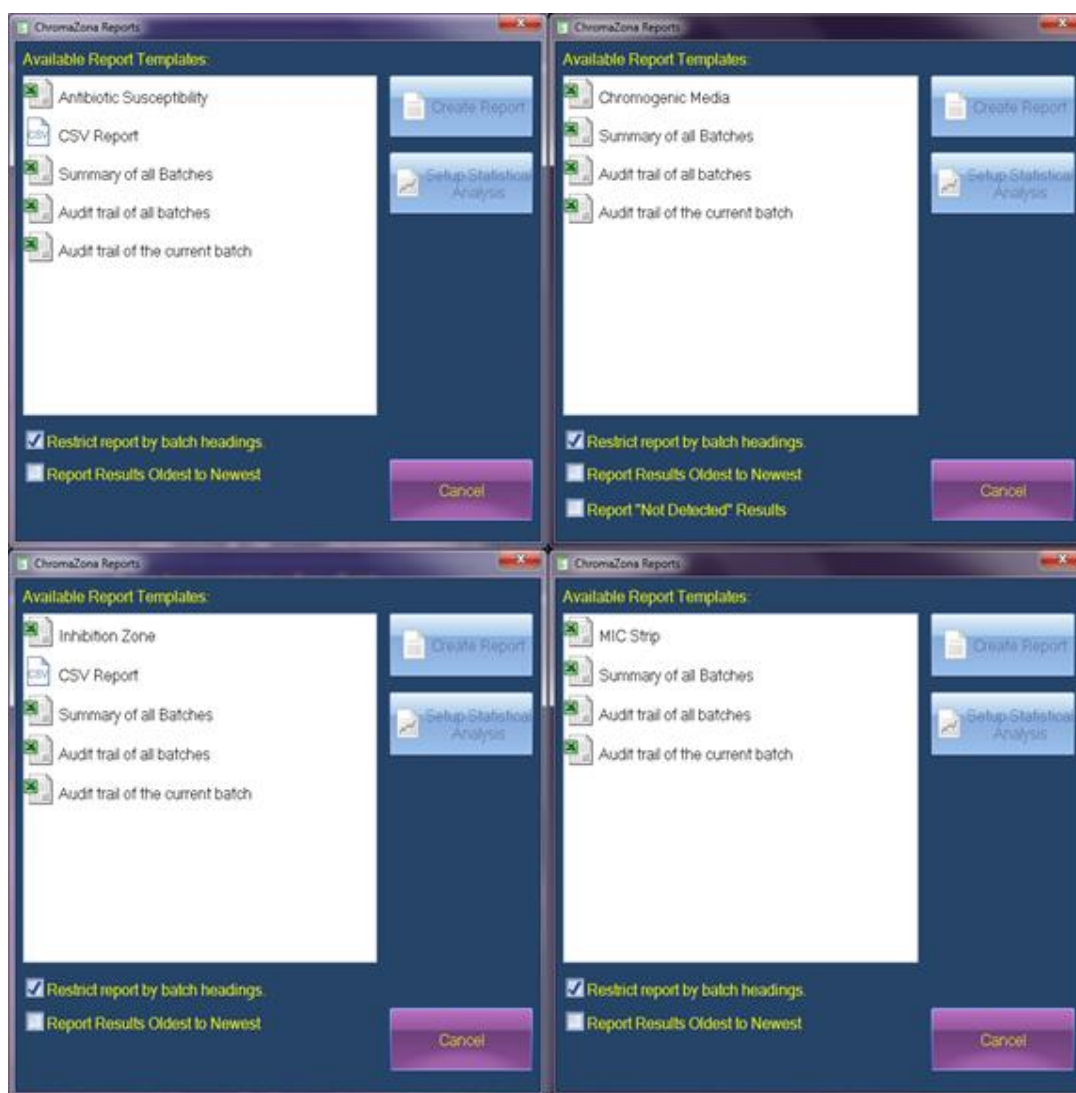 ChromaZona Reports
Available Report Templates:
Antibiotic Susceptibility
Create Report
CSV
CSV Report
Summary of all Batches
Setup Statistical
Analysis
Audit trail of all batches
Audit trail of the current batch
Restrict report by batch headings.
Report Results Oldest to Newest
Cancel
ChromaZona Reports
Available Report Templates:
Chromogenic Media
Create Report
Summary of all Batches
Audit trail of all batches
Setup Statistical
Analysis
Audit trail of the current batch
Restrict report by batch headings.
Report Results Oldest to Newest
Cancel
Report "Not Detected" Results
ChromaZona Reports
Available Report Templates:
Inhibition Zone
Create Report
CSV
CSV Report
Summary of all Batches
Setup Statistical
Analysis
Audit trail of all batches
Audit trail of the current batch
Restrict report by batch headings.
Report Results Oldest to Newest
Cancel
ChromaZona Reports
Available Report Templates:
MIC Strip
Create Report
Summary of all Batches
Audit trail of all batches
Setup Statistical
Analysis
Audit trail of the current batch
Restrict report by batch headings.
Report Results Oldest to Newest
Cancel